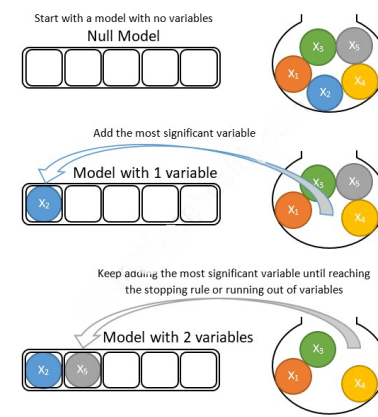 Start with a model with no variables
Null Model
X₃
X₅
X₁
X₄
X₂
Add the most significant variable
Model with 1 variable
X₂
X₃
X₅
X₁
X₄
Keep adding the most significant variable until reaching
the stopping rule or running out of variables
Model with 2 variables
X₂
X₅
X₃
X₁
X₄